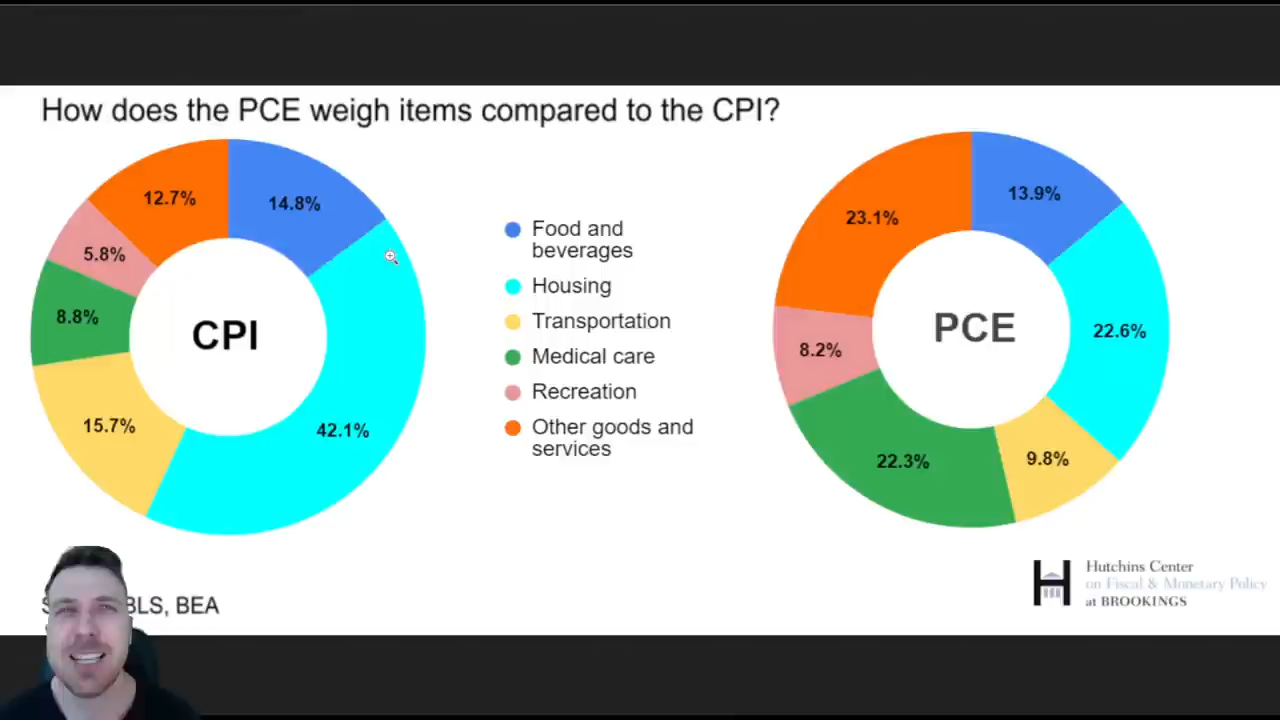 How does the PCE weigh items compared to the CPI?
12.7%
14.8%
5.8%
8.8%
CPI
15.7%
42.1%
Food and
beverages
Housing
Transportation
Medical care
Recreation
Other goods and
services
23.1%
13.9%
PCE
22.6%
8.2%
22.3%
9.8%
BLS, BEA
Hutchins Center
on Fiscal & Monetary Policy
at BROOKINGS